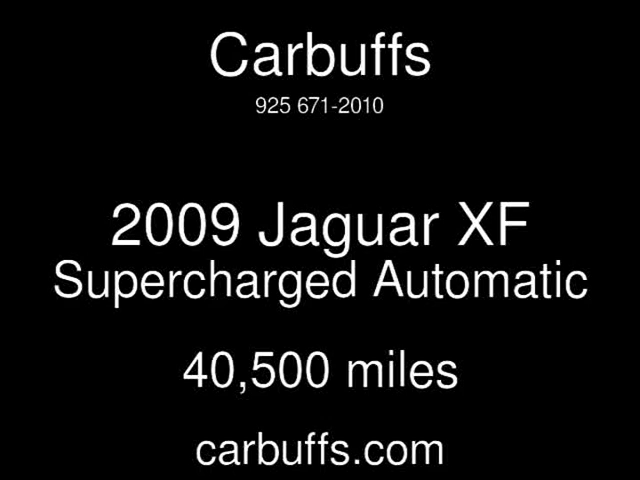 Carbuffs
925 671-2010
2009 Jaguar XF
Supercharged Automatic
40,500 miles
carbuffs.com